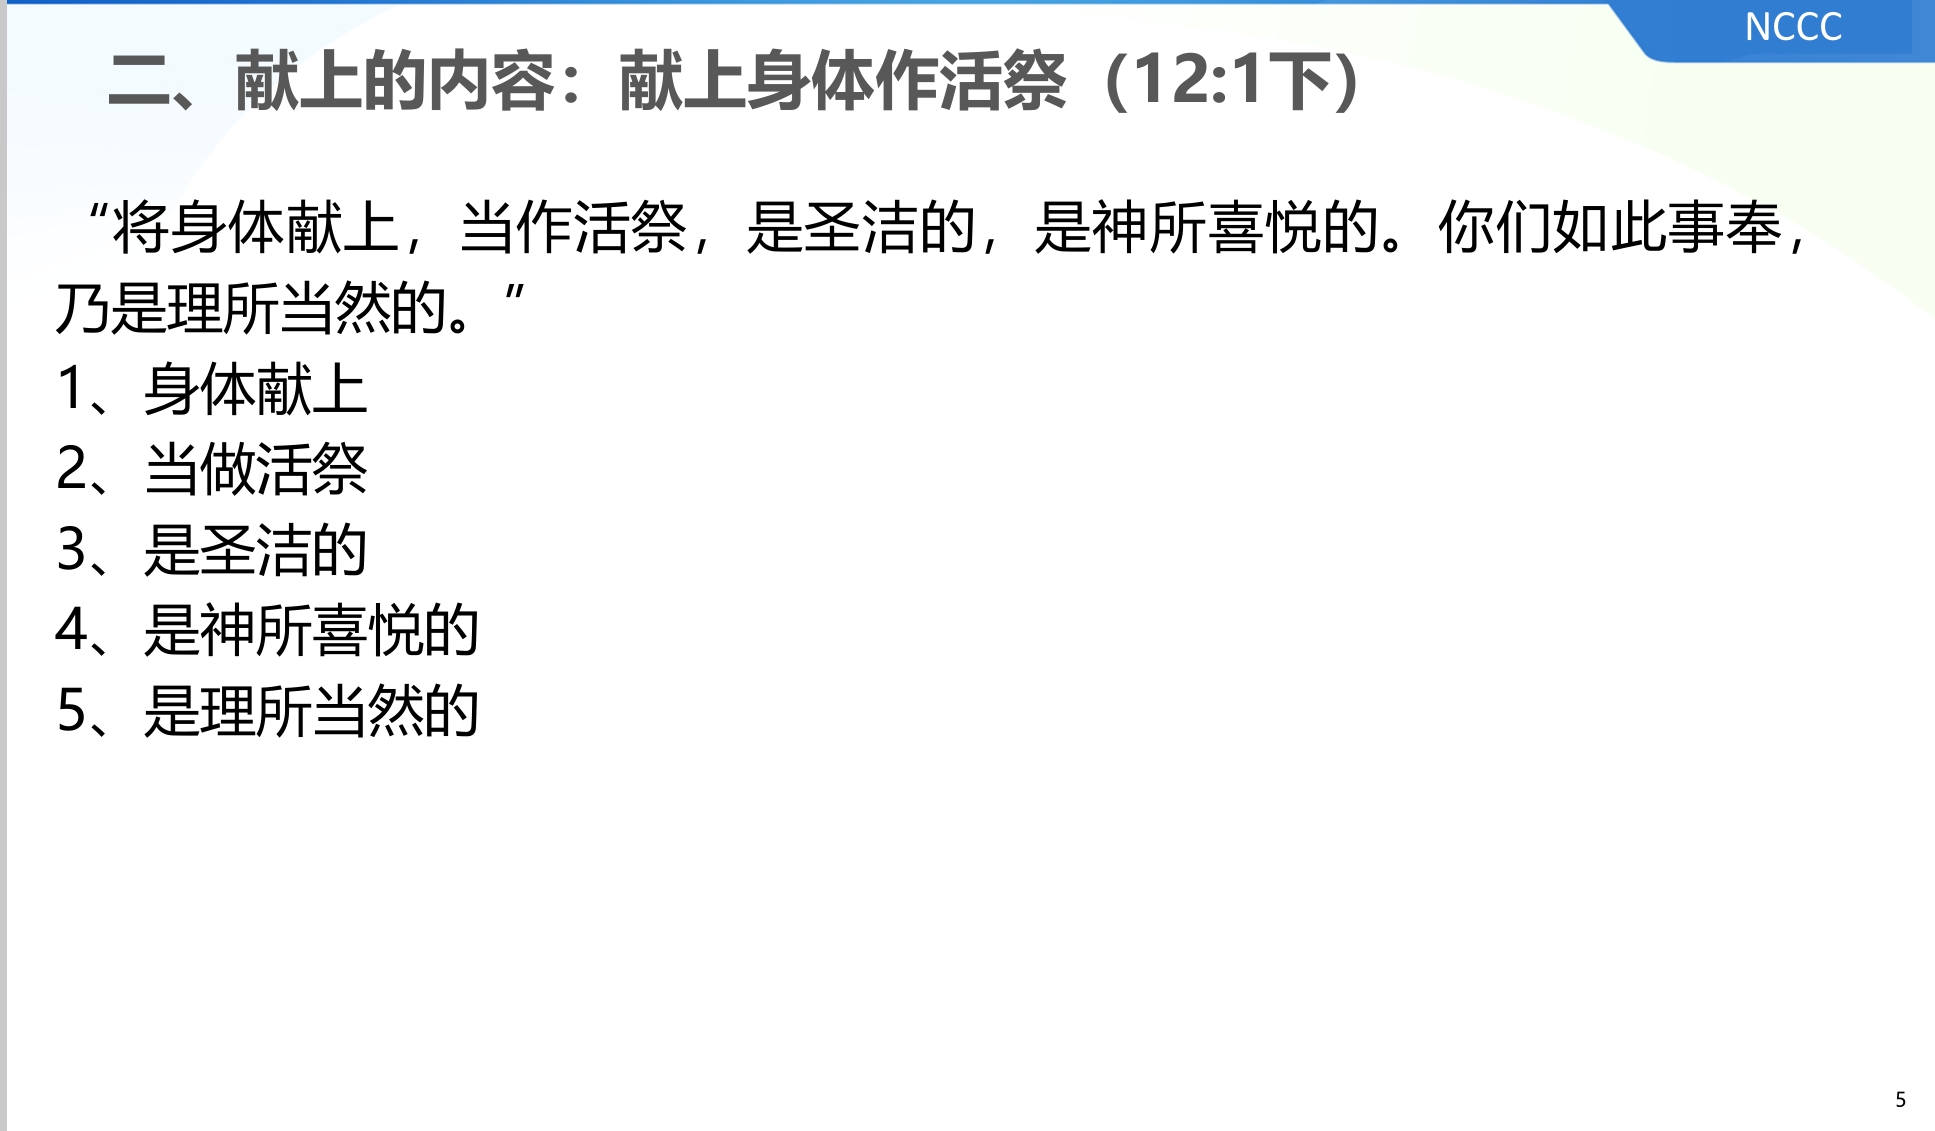 NCCC
二、献上的内容：献上身体作活祭（12:1下）
“将身体献上，当作活祭，是圣洁的，是神所喜悦的。你们如此事奉，
乃是理所当然的。”
1、身体献上
2、当做活祭
3、是圣洁的
4、是神所喜悦的
5、是理所当然的
5